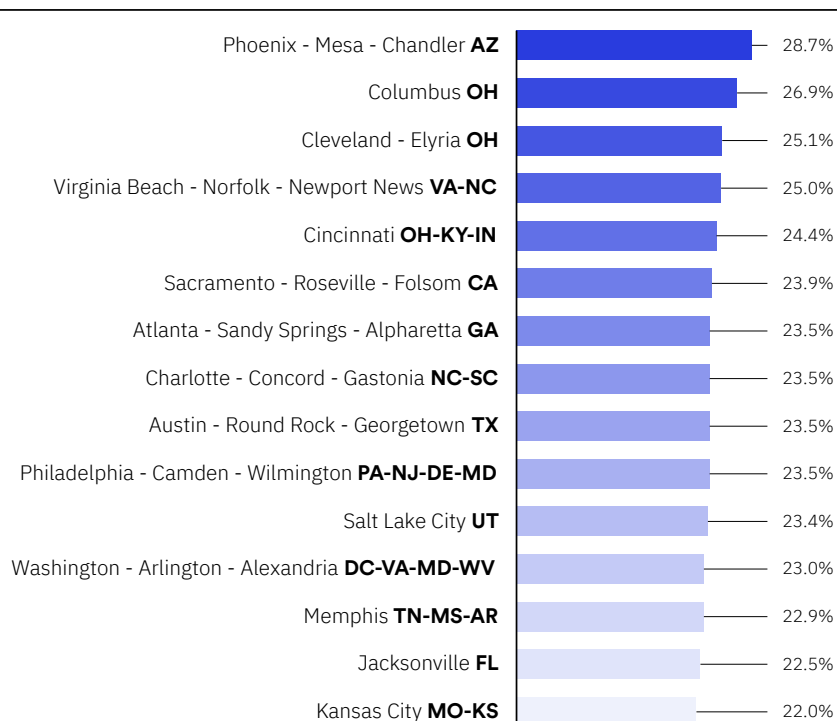 Phoenix - Mesa - Chandler AZ 28.7%
Columbus OH 26.9%
Cleveland - Elyria OH 25.1%
Virginia Beach - Norfolk - Newport News VA-NC 25.0%
Cincinnati OH-KY-IN 24.4%
Sacramento - Roseville - Folsom CA 23.9%
Atlanta - Sandy Springs - Alpharetta GA 23.5%
Charlotte - Concord - Gastonia NC-SC 23.5%
Austin - Round Rock - Georgetown TX 23.5%
Philadelphia - Camden - Wilmington PA-NJ-DE-MD 23.5%
Salt Lake City UT 23.4%
Washington - Arlington - Alexandria DC-VA-MD-WV 23.0%
Memphis TN-MS-AR 22.9%
Jacksonville FL 22.5%
Kansas City MO-KS 22.0%